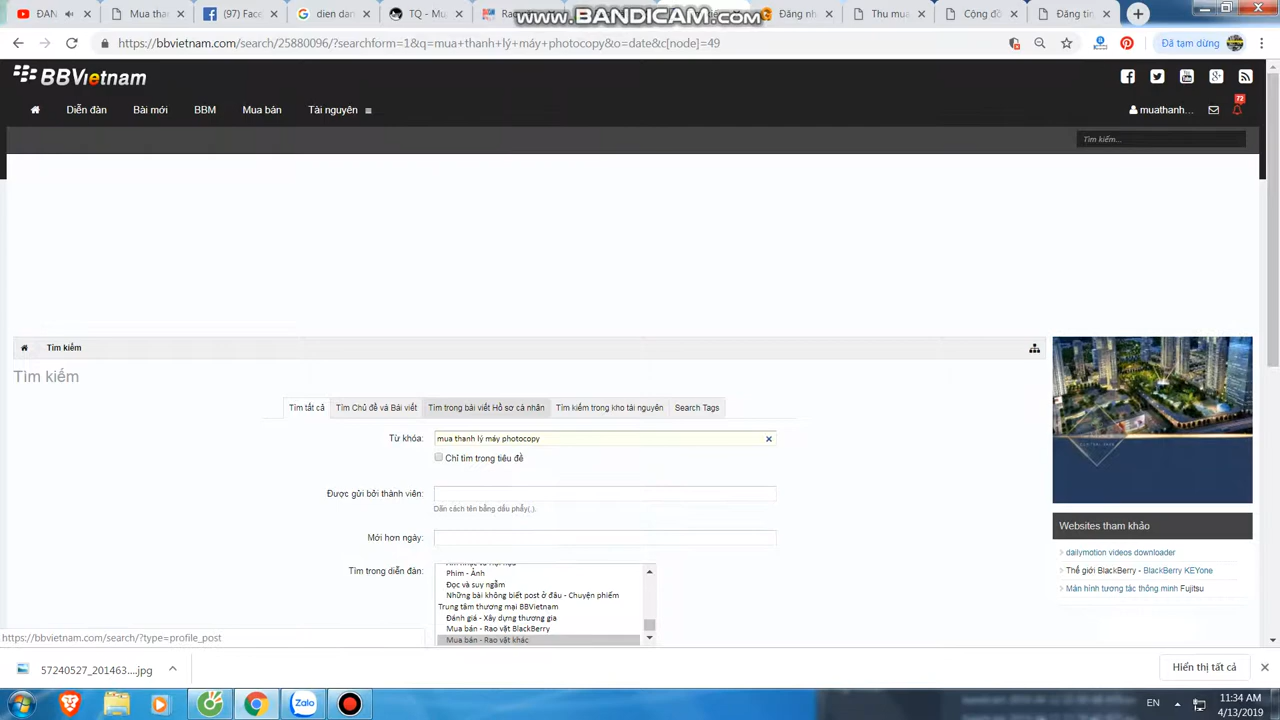 DAN
Mua tha
(97) Face
dien dan
TQ - Mu
www.BANDICAM.com
Đăng n
Thu mu
Cộng
Đăng tin
https://bbvietnam.com/search/25880096/?searchform=1&q=mua+thanh+lý+máy+photocopy&o=date&c[node]=49
Đã tạm dừng
BBVietnam
Diễn đàn
Bài mới
BBM
Mua bán
Tài nguyên
muathanh...
72
Tìm kiếm...
Tìm kiếm
Tìm kiếm
Tìm tất cả
Tìm Chủ đề và Bài viết
Tìm trong bài viết Hồ sơ cá nhân
Tìm kiếm trong kho tài nguyên
Search Tags
Từ khóa:
mua thanh lý máy photocopy
Chỉ tìm trong tiêu đề
Được gửi bởi thành viên:
Dãn cách tên bằng dấu phẩy(,).
Mới hơn ngày:
Tìm trong diễn đàn:
Phim - Ảnh
Đọc và suy ngẫm
Những bài không biết post ở đâu - Chuyện phiếm
Trung tâm thương mại BBVietnam
Đánh giá - Xây dựng thương gia
Mua bán - Rao vặt BlackBerry
Mua bán - Rao vặt khác
Websites tham khảo
dailymotion videos downloader
Thế giới BlackBerry - BlackBerry KEYone
Màn hình tương tác thông minh Fujitsu
https://bbvietnam.com/search/?type=profile_post
57240527_201463....jpg
Hiển thị tất cả
Zalo
EN
11:34 AM
4/13/2019